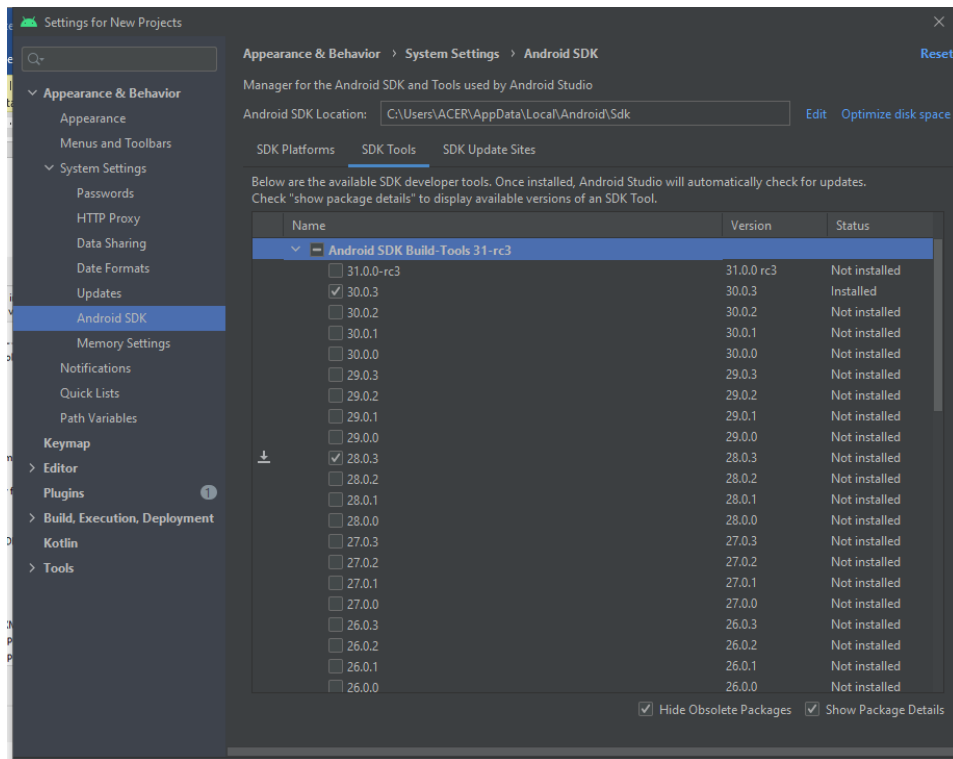 Settings for New Projects
Appearance & Behavior
Appearance
Menus and Toolbars
System Settings
Passwords
HTTP Proxy
Data Sharing
Date Formats
Updates
Android SDK
Memory Settings
Notifications
Quick Lists
Path Variables
Keymap
Editor
Plugins 1
Build, Execution, Deployment
Kotlin
Tools
Appearance & Behavior › System Settings › Android SDK Reset
Manager for the Android SDK and Tools used by Android Studio
Android SDK Location: C:\Users\ACER\AppData\Local\Android\Sdk Edit Optimize disk space
SDK Platforms SDK Tools SDK Update Sites
Below are the available SDK developer tools. Once installed, Android Studio will automatically check for updates.
Check "show package details" to display available versions of an SDK Tool.
Name Version Status
Android SDK Build-Tools 31-rc3
31.0.0-rc3 31.0.0 rc3 Not installed
30.0.3 30.0.3 Installed
30.0.2 30.0.2 Not installed
30.0.1 30.0.1 Not installed
30.0.0 30.0.0 Not installed
29.0.3 29.0.3 Not installed
29.0.2 29.0.2 Not installed
29.0.1 29.0.1 Not installed
29.0.0 29.0.0 Not installed
28.0.3 28.0.3 Not installed
28.0.2 28.0.2 Not installed
28.0.1 28.0.1 Not installed
28.0.0 28.0.0 Not installed
27.0.3 27.0.3 Not installed
27.0.2 27.0.2 Not installed
27.0.1 27.0.1 Not installed
27.0.0 27.0.0 Not installed
26.0.3 26.0.3 Not installed
26.0.2 26.0.2 Not installed
26.0.1 26.0.1 Not installed
26.0.0 26.0.0 Not installed
Hide Obsolete Packages Show Package Details